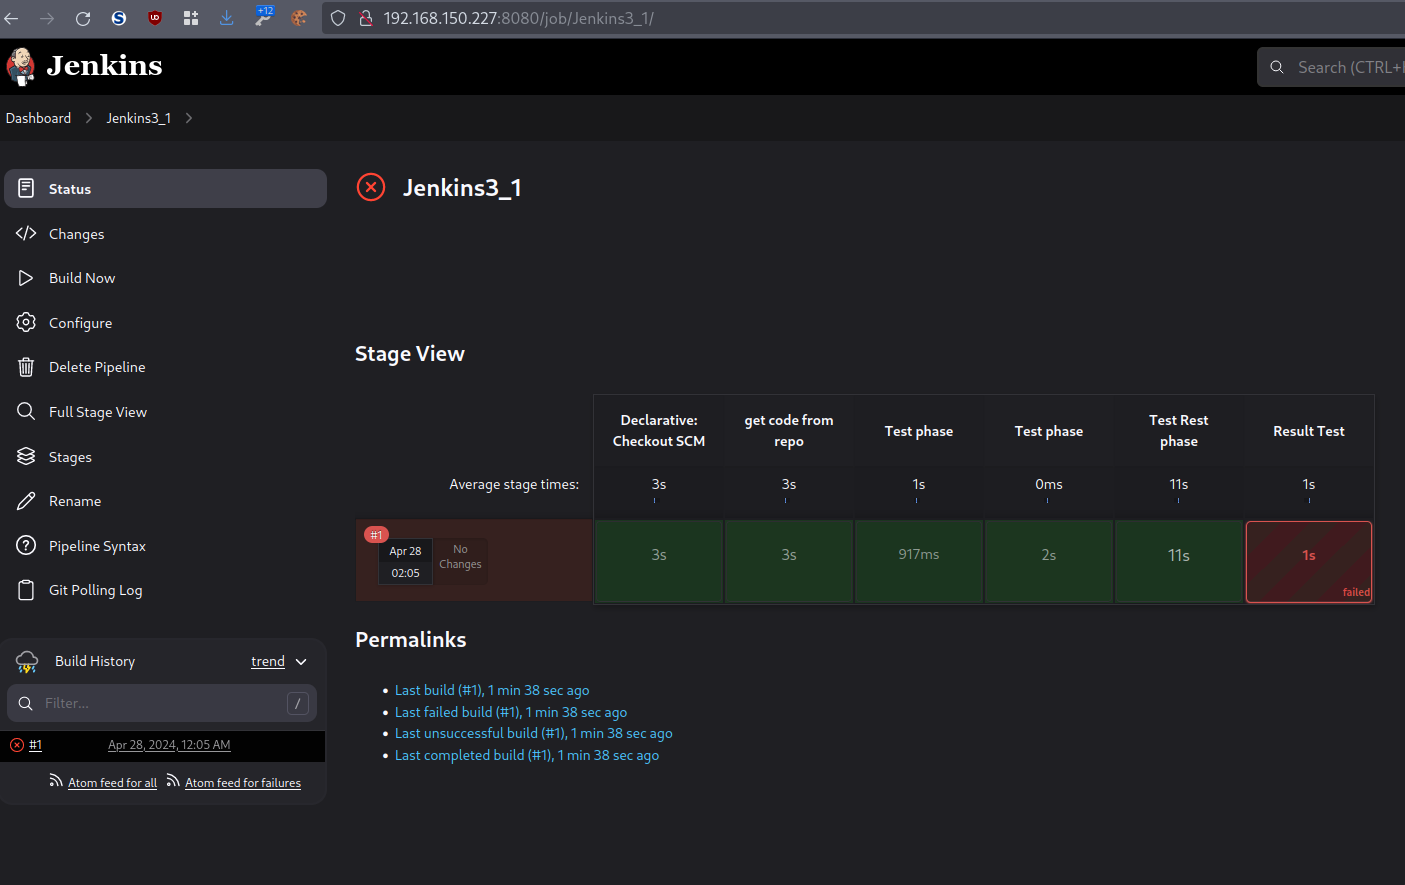 +12
192.168.150.227:8080/job/Jenkins3_1/
Jenkins
Search (CTRL+
Dashboard
Jenkins3_1
Status
Changes
Build Now
Configure
Delete Pipeline
Full Stage View
Stages
Rename
Pipeline Syntax
Git Polling Log
Build History
trend
Filter...
/
#1
Apr 28, 2024, 12:05 AM
Atom feed for all
Atom feed for failures
Jenkins3_1
Stage View
Declarative:
Checkout SCM
get code from
repo
Test phase
Test phase
Test Rest
phase
Result Test
Average stage times:
3s
3s
1s
0ms
11s
1s
#1
Apr 28
02:05
No
Changes
3s
3s
917ms
2s
11s
1s
failed
Permalinks
Last build (#1), 1 min 38 sec ago
Last failed build (#1), 1 min 38 sec ago
Last unsuccessful build (#1), 1 min 38 sec ago
Last completed build (#1), 1 min 38 sec ago